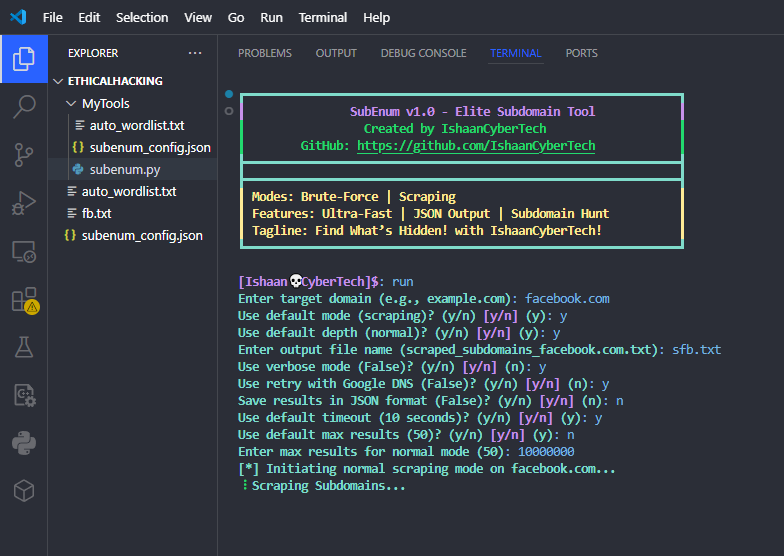 File Edit Selection View Go Run Terminal Help
EXPLORER ...
ETHICALHACKING
MyTools
auto_wordlist.txt
{} subenum_config.json
subenum.py
auto_wordlist.txt
fb.txt
{} subenum_config.json
PROBLEMS OUTPUT DEBUG CONSOLE TERMINAL PORTS
SubEnum v1.0 - Elite Subdomain Tool
Created by IshaanCyberTech
GitHub: https://github.com/IshaanCyberTech
Modes: Brute-Force | Scraping
Features: Ultra-Fast | JSON Output | Subdomain Hunt
Tagline: Find What’s Hidden! with IshaanCyberTech!
[Ishaan💀CyberTech]$: run
Enter target domain (e.g., example.com): facebook.com
Use default mode (scraping)? (y/n) [y/n] (y): y
Use default depth (normal)? (y/n) [y/n] (y): y
Enter output file name (scraped_subdomains_facebook.com.txt): sfb.txt
Use verbose mode (False)? (y/n) [y/n] (n): y
Use retry with Google DNS (False)? (y/n) [y/n] (n): y
Save results in JSON format (False)? (y/n) [y/n] (n): n
Use default timeout (10 seconds)? (y/n) [y/n] (y): y
Use default max results (50)? (y/n) [y/n] (y): n
Enter max results for normal mode (50): 10000000
[*] Initiating normal scraping mode on facebook.com...
Scraping Subdomains...